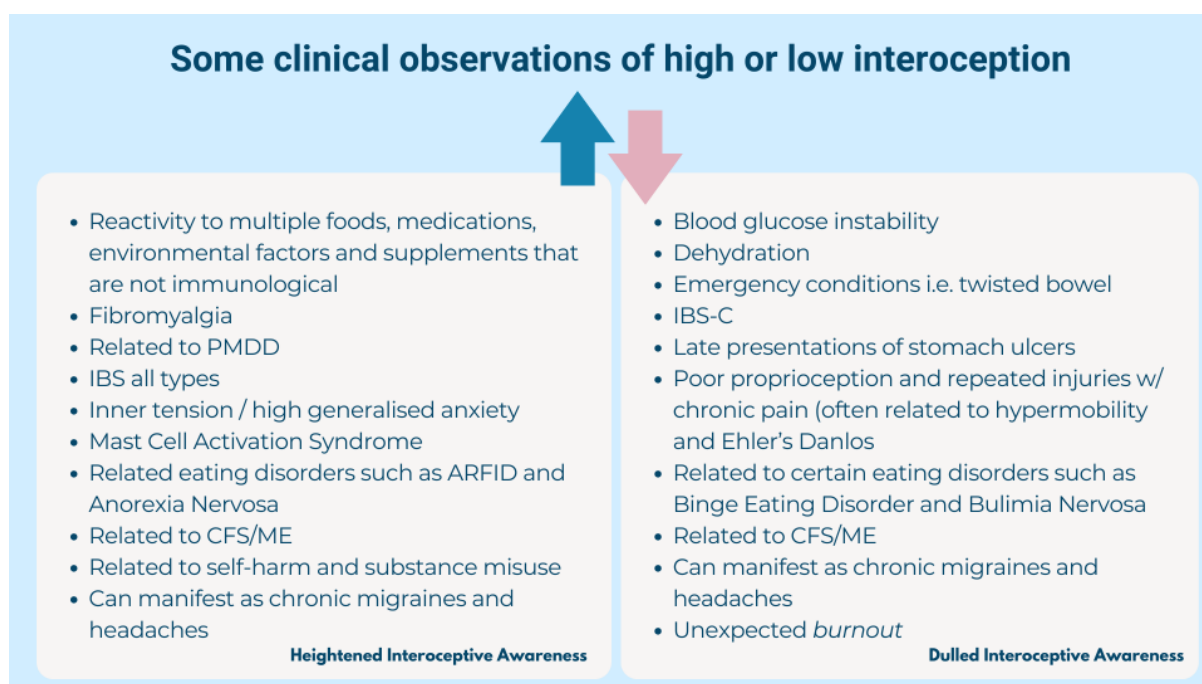 Some clinical observations of high or low interoception
• Reactivity to multiple foods, medications,
environmental factors and supplements that
are not immunological
• Fibromyalgia
• Related to PMDD
• IBS all types
• Inner tension / high generalised anxiety
• Mast Cell Activation Syndrome
• Related eating disorders such as ARFID and
Anorexia Nervosa
• Related to CFS/ME
• Related to self-harm and substance misuse
• Can manifest as chronic migraines and
headaches
Heightened Interoceptive Awareness
• Blood glucose instability
• Dehydration
• Emergency conditions i.e. twisted bowel
• IBS-C
• Late presentations of stomach ulcers
• Poor proprioception and repeated injuries w/
chronic pain (often related to hypermobility
and Ehler's Danlos
• Related to certain eating disorders such as
Binge Eating Disorder and Bulimia Nervosa
• Related to CFS/ME
• Can manifest as chronic migraines and
headaches
• Unexpected burnout
Dulled Interoceptive Awareness